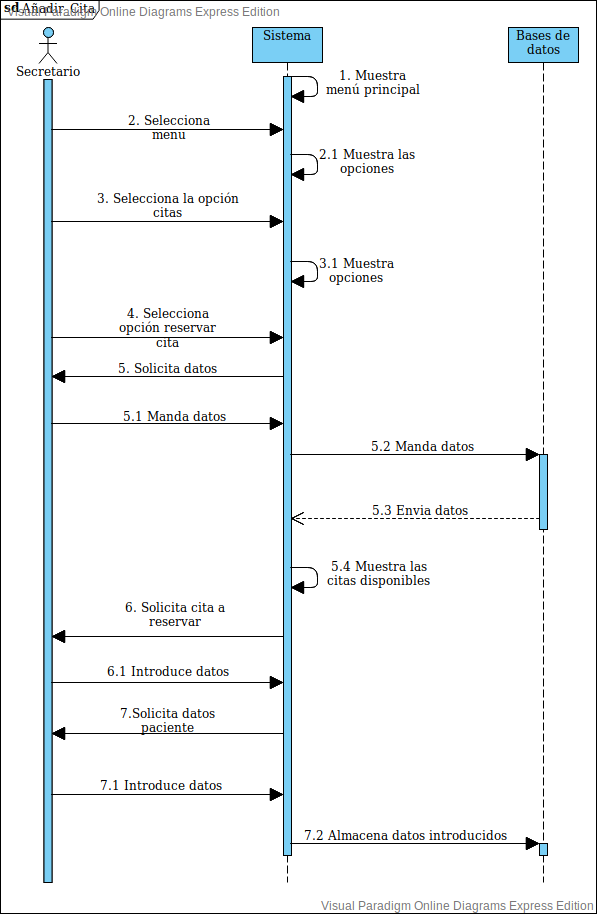 sd Añadir_Cita
Visual Paradigm Online Diagrams Express Edition
Secretario
Sistema
Bases de
datos
1. Muestra
menú principal
2. Selecciona
menu
2.1 Muestra las
opciones
3. Selecciona la opción
citas
3.1 Muestra
opciones
4. Selecciona
opción reservar
cita
5. Solicita datos
5.1 Manda datos
5.2 Manda datos
5.3 Envia datos
5.4 Muestra las
citas disponibles
6. Solicita cita a
reservar
6.1 Introduce datos
7.Solicita datos
paciente
7.1 Introduce datos
7.2 Almacena datos introducidos
Visual Paradigm Online Diagrams Express Edition